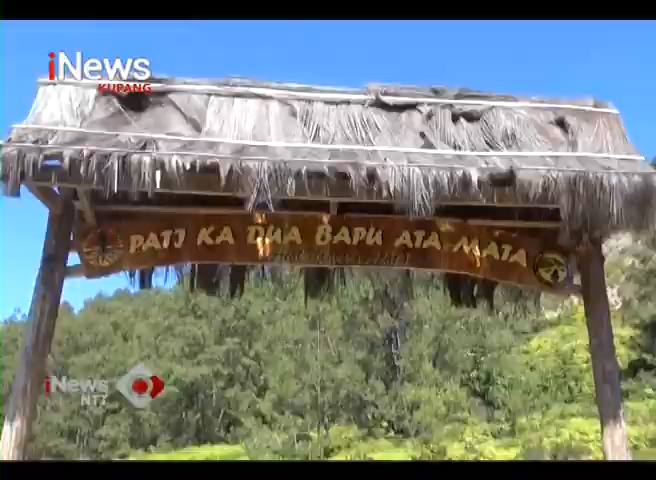 iNews
KUPANG
PATI KA DUA BAPU ATA MATA
iNews
NTT